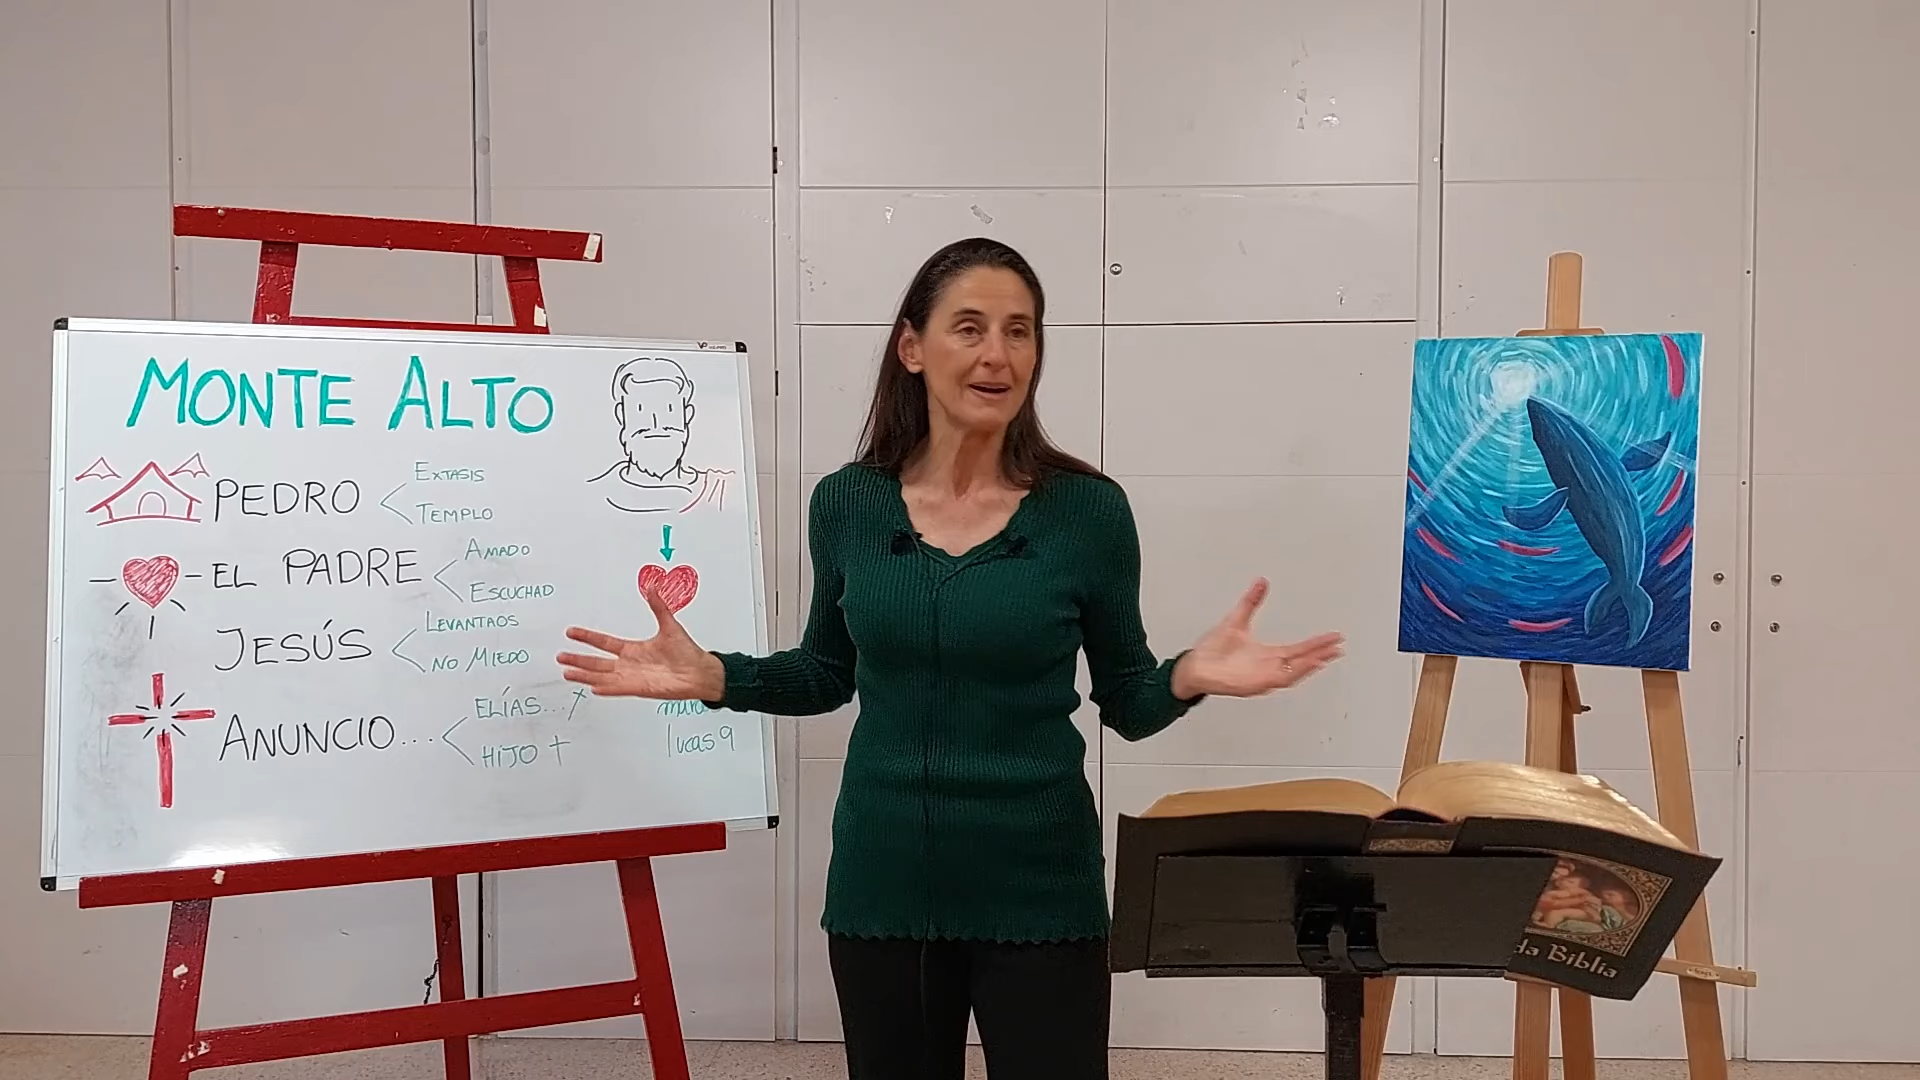 MONTE ALTO
PEDRO
EXTASIS
TEMPLO
EL PADRE
AMADO
ESCUCHAD
JESÚS
LEVANTAOS
NO MIEDO
ANUNCIO...
ELÍAS...
HIJO
lucas 9
da Biblia